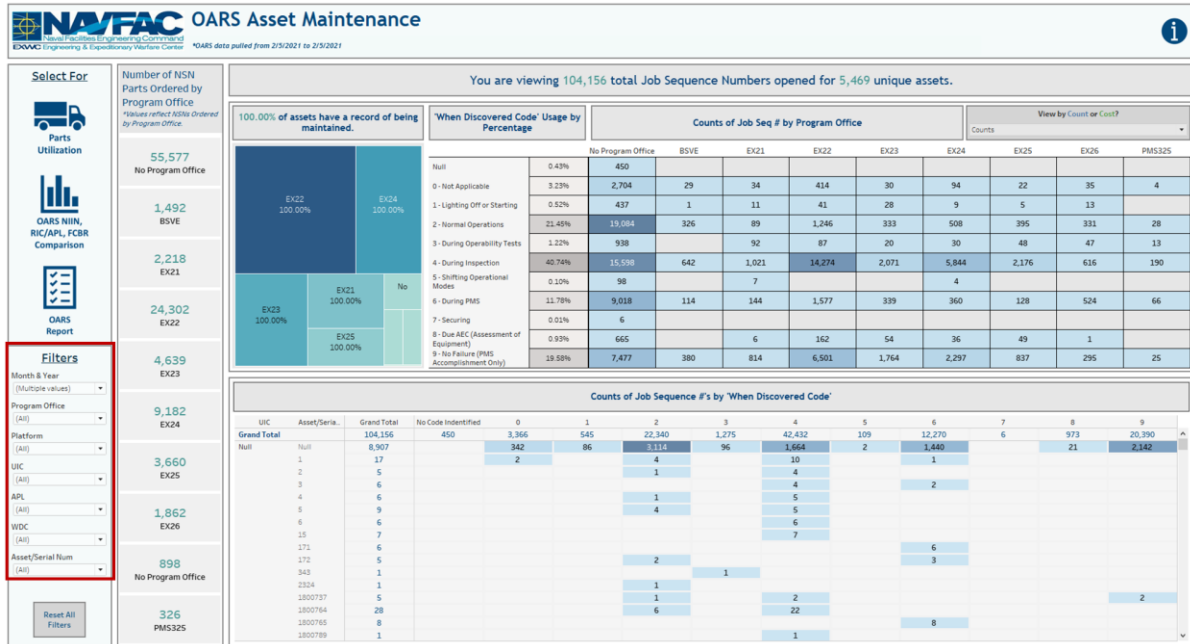 NAVFAC
Naval Facilities Engineering Command
EXWC Engineering & Expeditionary Warfare Center
OARS Asset Maintenance
*OARS data pulled from 2/5/2021 to 2/5/2021
i
Select For
Parts
Utilization
OARS NIIN,
RIC/APL, FCBR
Comparison
OARS
Report
Filters
Month & Year
(Multiple values)
Program Office
(All)
Platform
(All)
UIC
(All)
APL
(All)
WDC
(All)
Asset/Serial Num
(All)
Reset All
Filters
Number of NSN
Parts Ordered by
Program Office
*Values reflect NSNs Ordered
by Program Office.
55,577
No Program Office
1,492
BSVE
2,218
EX21
24,302
EX22
4,639
EX23
9,182
EX24
3,660
EX25
1,862
EX26
898
No Program Office
326
PMS325
You are viewing 104,156 total Job Sequence Numbers opened for 5,469 unique assets.
100.00% of assets have a record of being
maintained.
EX22
100.00%
EX24
100.00%
EX23
100.00%
EX21
100.00%
No
EX25
100.00%
'When Discovered Code' Usage by
Percentage
Counts of Job Seq # by Program Office
View by Count or Cost?
Counts
No Program Office BSVE EX21 EX22 EX23 EX24 EX25 EX26 PMS325
Null 0.43% 450
0 - Not Applicable 3.23% 2,704 29 34 414 30 94 22 35 4
1 - Lighting Off or Starting 0.52% 437 1 11 41 28 9 5 13
2 - Normal Operations 21.45% 19,084 326 89 1,246 333 508 395 331 28
3 - During Operability Tests 1.22% 938 92 87 20 30 48 47 13
4 - During Inspection 40.74% 15,598 642 1,021 14,274 2,071 5,844 2,176 616 190
5 - Shifting Operational
Modes 0.10% 98 7 4
6 - During PMS 11.78% 9,018 114 144 1,577 339 360 128 524 66
7 - Securing 0.01% 6
8 - Due AEC (Assessment of
Equipment) 0.93% 665 6 162 54 36 49 1
9 - No Failure (PMS
Accomplishment Only) 19.58% 7,477 380 814 6,501 1,764 2,297 837 295 25
Counts of Job Sequence #'s by 'When Discovered Code'
UIC Asset/Seria.. Grand Total No Code Indentified 0 1 2 3 4 5 6 7 8 9
Grand Total 104,156 450 3,366 545 22,340 1,275 42,432 109 12,270 6 973 20,390
Null Null 8,907 342 86 3,114 96 1,664 2 1,440 21 2,142
1 17 2 4 10 1
2 5 1 4
3 6 4 2
4 6 1 5
5 9 4 5
6 6 6
15 7 7
171 6 6
172 5 2 3
343 1 1
2324 1 1
1800737 5 1 2 2
1800764 28 6 22
1800765 8 8
1800789 1 1